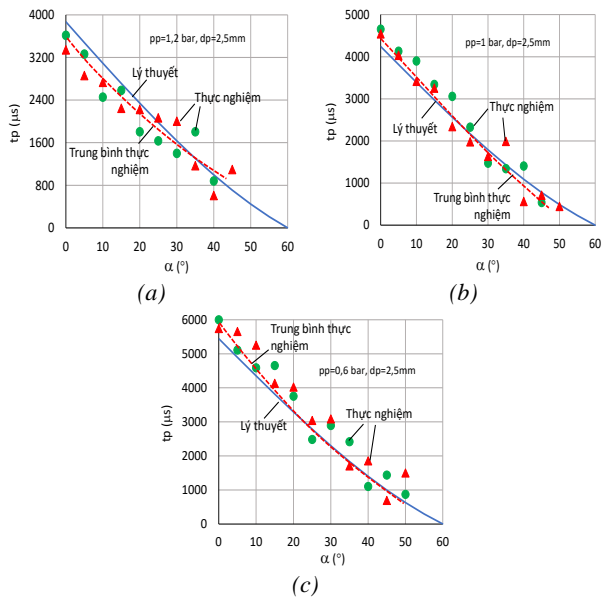 4000
3200
2400
1600
800
0
tp (µs)
pp=1,2 bar, dp=2,5mm
Lý thuyết
Thực nghiệm
Trung bình thực
nghiệm
0 10 20 30 40 50 60
α (°)
(a)
5000
4000
3000
2000
1000
0
tp (µs)
pp=1 bar, dp=2,5mm
Lý thuyết
Thực nghiệm
Trung bình thực
nghiệm
0 10 20 30 40 50 60
α (°)
(b)
6000
5000
4000
3000
2000
1000
0
tp (µs)
Trung bình thực
nghiệm
pp=0,6 bar, dp=2,5mm
Lý thuyết
Thực nghiệm
0 10 20 30 40 50 60
α (°)
(c)